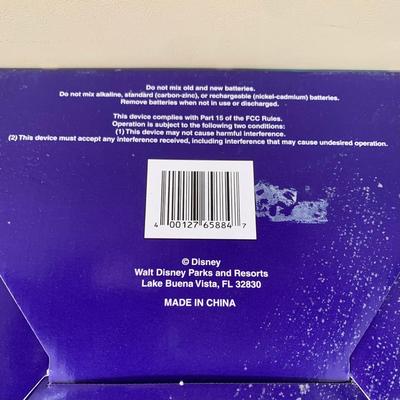 Do not mix old and new batteries.
Do not mix alkaline, standard (carbon-zinc), or rechargeable (nickel-cadmium) batteries.
Remove batteries when not in use or discharged.
This device complies with Part 15 of the FCC Rules.
Operation is subject to the following two conditions:
(1) This device may not cause harmful interference.
(2) This device must accept any interference received, including interference that may cause undesired operation.
4 00127 65884 7
© Disney
Walt Disney Parks and Resorts
Lake Buena Vista, FL 32830
MADE IN CHINA